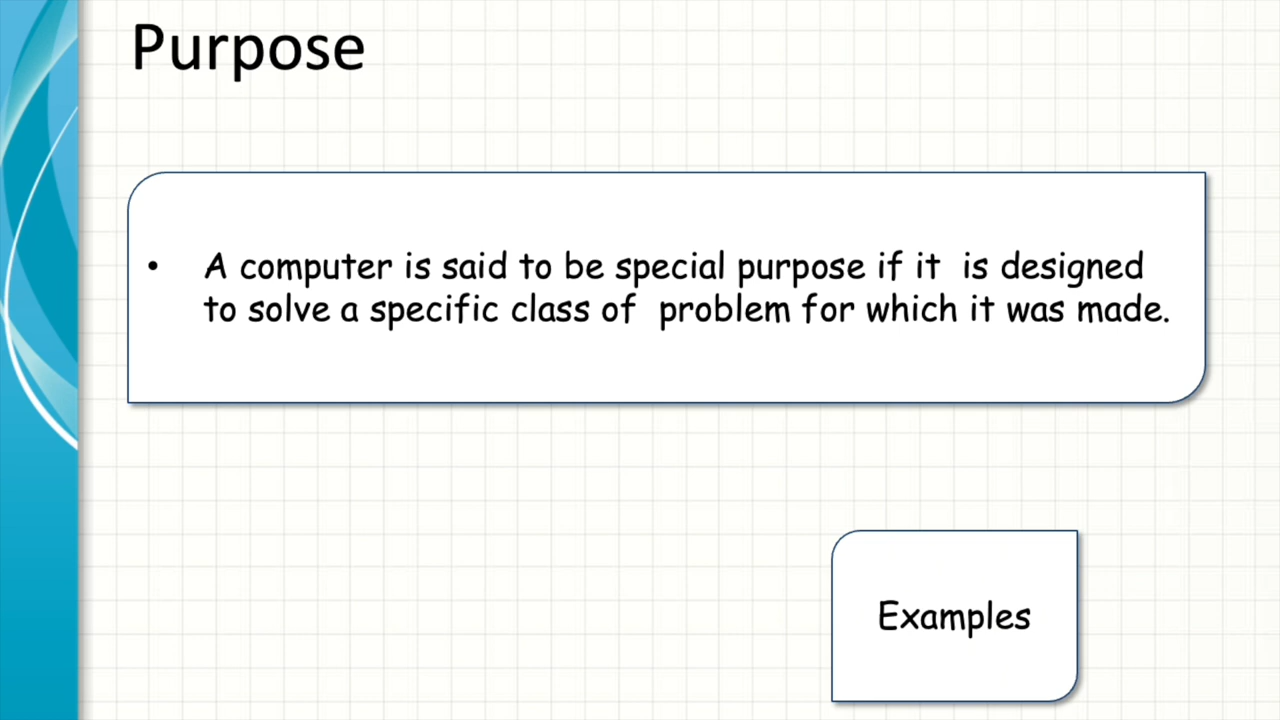 Purpose
• A computer is said to be special purpose if it  is designed
to solve a specific class of  problem for which it was made.
Examples